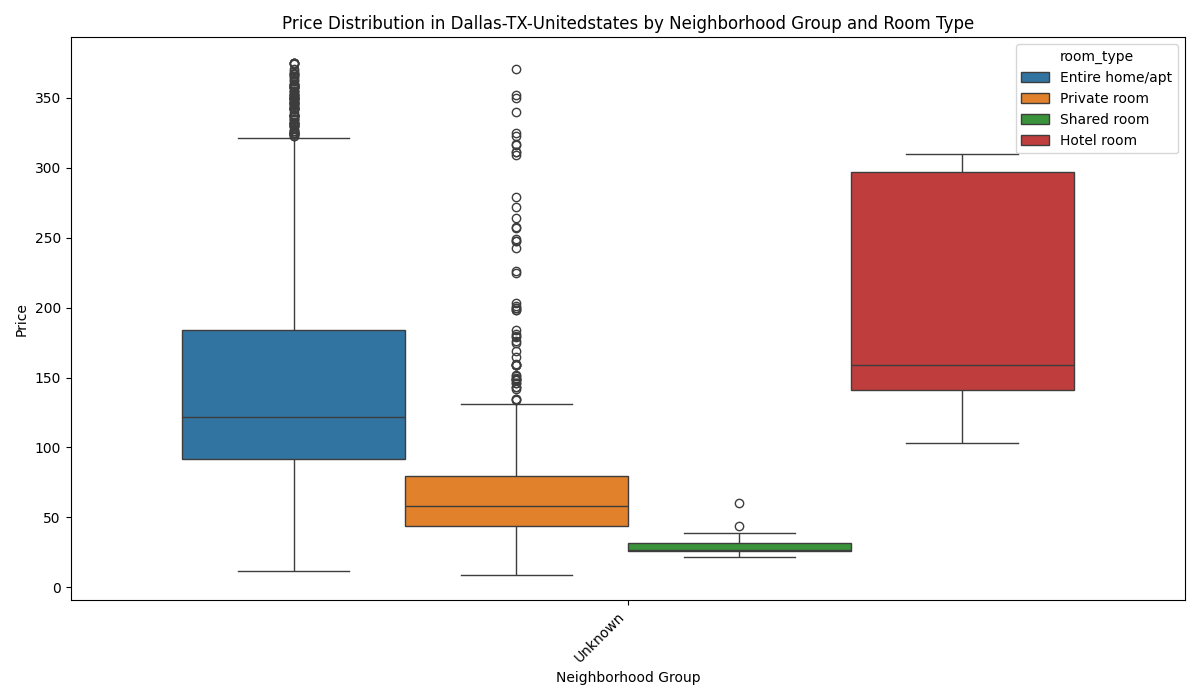 Price Distribution in Dallas-TX-Unitedstates by Neighborhood Group and Room Type
room_type
Entire home/apt
Private room
Shared room
Hotel room
350
300
250
200
150
100
50
0
Price
Unknown
Neighborhood Group